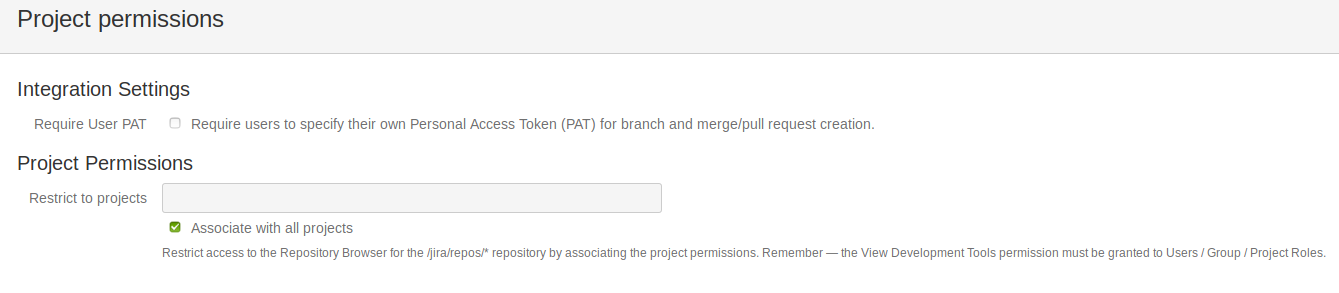 Project permissions
Integration Settings
Require User PAT Require users to specify their own Personal Access Token (PAT) for branch and merge/pull request creation.
Project Permissions
Restrict to projects
Associate with all projects
Restrict access to the Repository Browser for the /jira/repos/* repository by associating the project permissions. Remember — the View Development Tools permission must be granted to Users / Group / Project Roles.